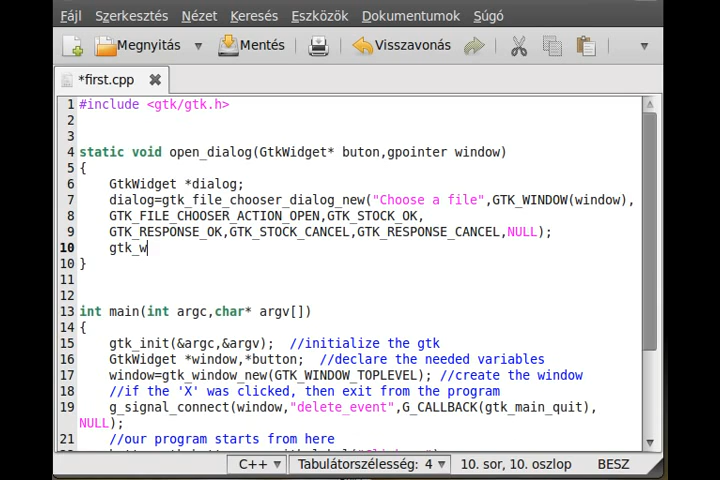 Fájl Szerkesztés Nézet Keresés Eszközök Dokumentumok Súgó
Megnyitás Mentés Visszavonás
*first.cpp
1 #include <gtk/gtk.h>
2
3
4 static void open_dialog(GtkWidget* buton,gpointer window)
5 {
6 GtkWidget *dialog;
7 dialog=gtk_file_chooser_dialog_new("Choose a file",GTK_WINDOW(window),
8 GTK_FILE_CHOOSER_ACTION_OPEN,GTK_STOCK_OK,
9 GTK_RESPONSE_OK,GTK_STOCK_CANCEL,GTK_RESPONSE_CANCEL,NULL);
10 gtk_w
10 }
11
12
13 int main(int argc,char* argv[])
14 {
15 gtk_init(&argc,&argv); //initialize the gtk
16 GtkWidget *window,*button; //declare the needed variables
17 window=gtk_window_new(GTK_WINDOW_TOPLEVEL); //create the window
18 //if the 'X' was clicked, then exit from the program
19 g_signal_connect(window,"delete_event",G_CALLBACK(gtk_main_quit),
NULL);
21 //our program starts from here
C++ Tabulátorszélesség: 4 10. sor, 10. oszlop BESZ